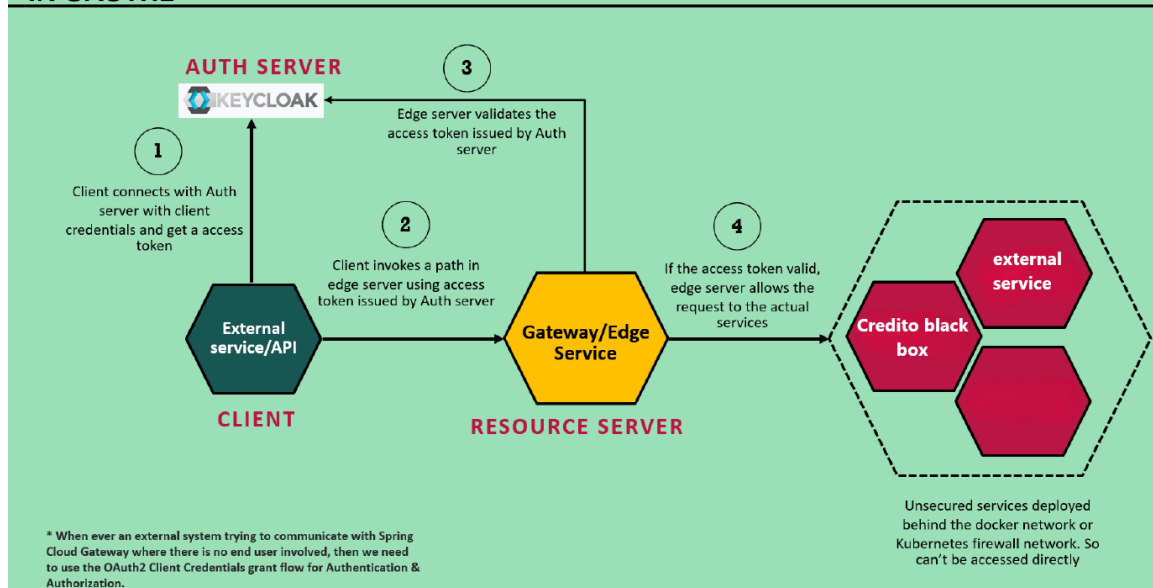 AUTH SERVER
KEYCLOAK
1
Client connects with Auth
server with client
credentials and get a access
token
3
Edge server validates the
access token issued by Auth
server
2
Client invokes a path in
edge server using access
token issued by Auth server
4
If the access token valid,
edge server allows the
request to the actual
services
External
service/API
CLIENT
Gateway/Edge
Service
RESOURCE SERVER
external
service
Credito black
box
Unsecured services deployed
behind the docker network or
Kubernetes firewall network. So
can't be accessed directly
* When ever an external system trying to communicate with Spring
Cloud Gateway where there is no end user involved, then we need
to use the OAuth2 Client Credentials grant flow for Authentication &
Authorization.